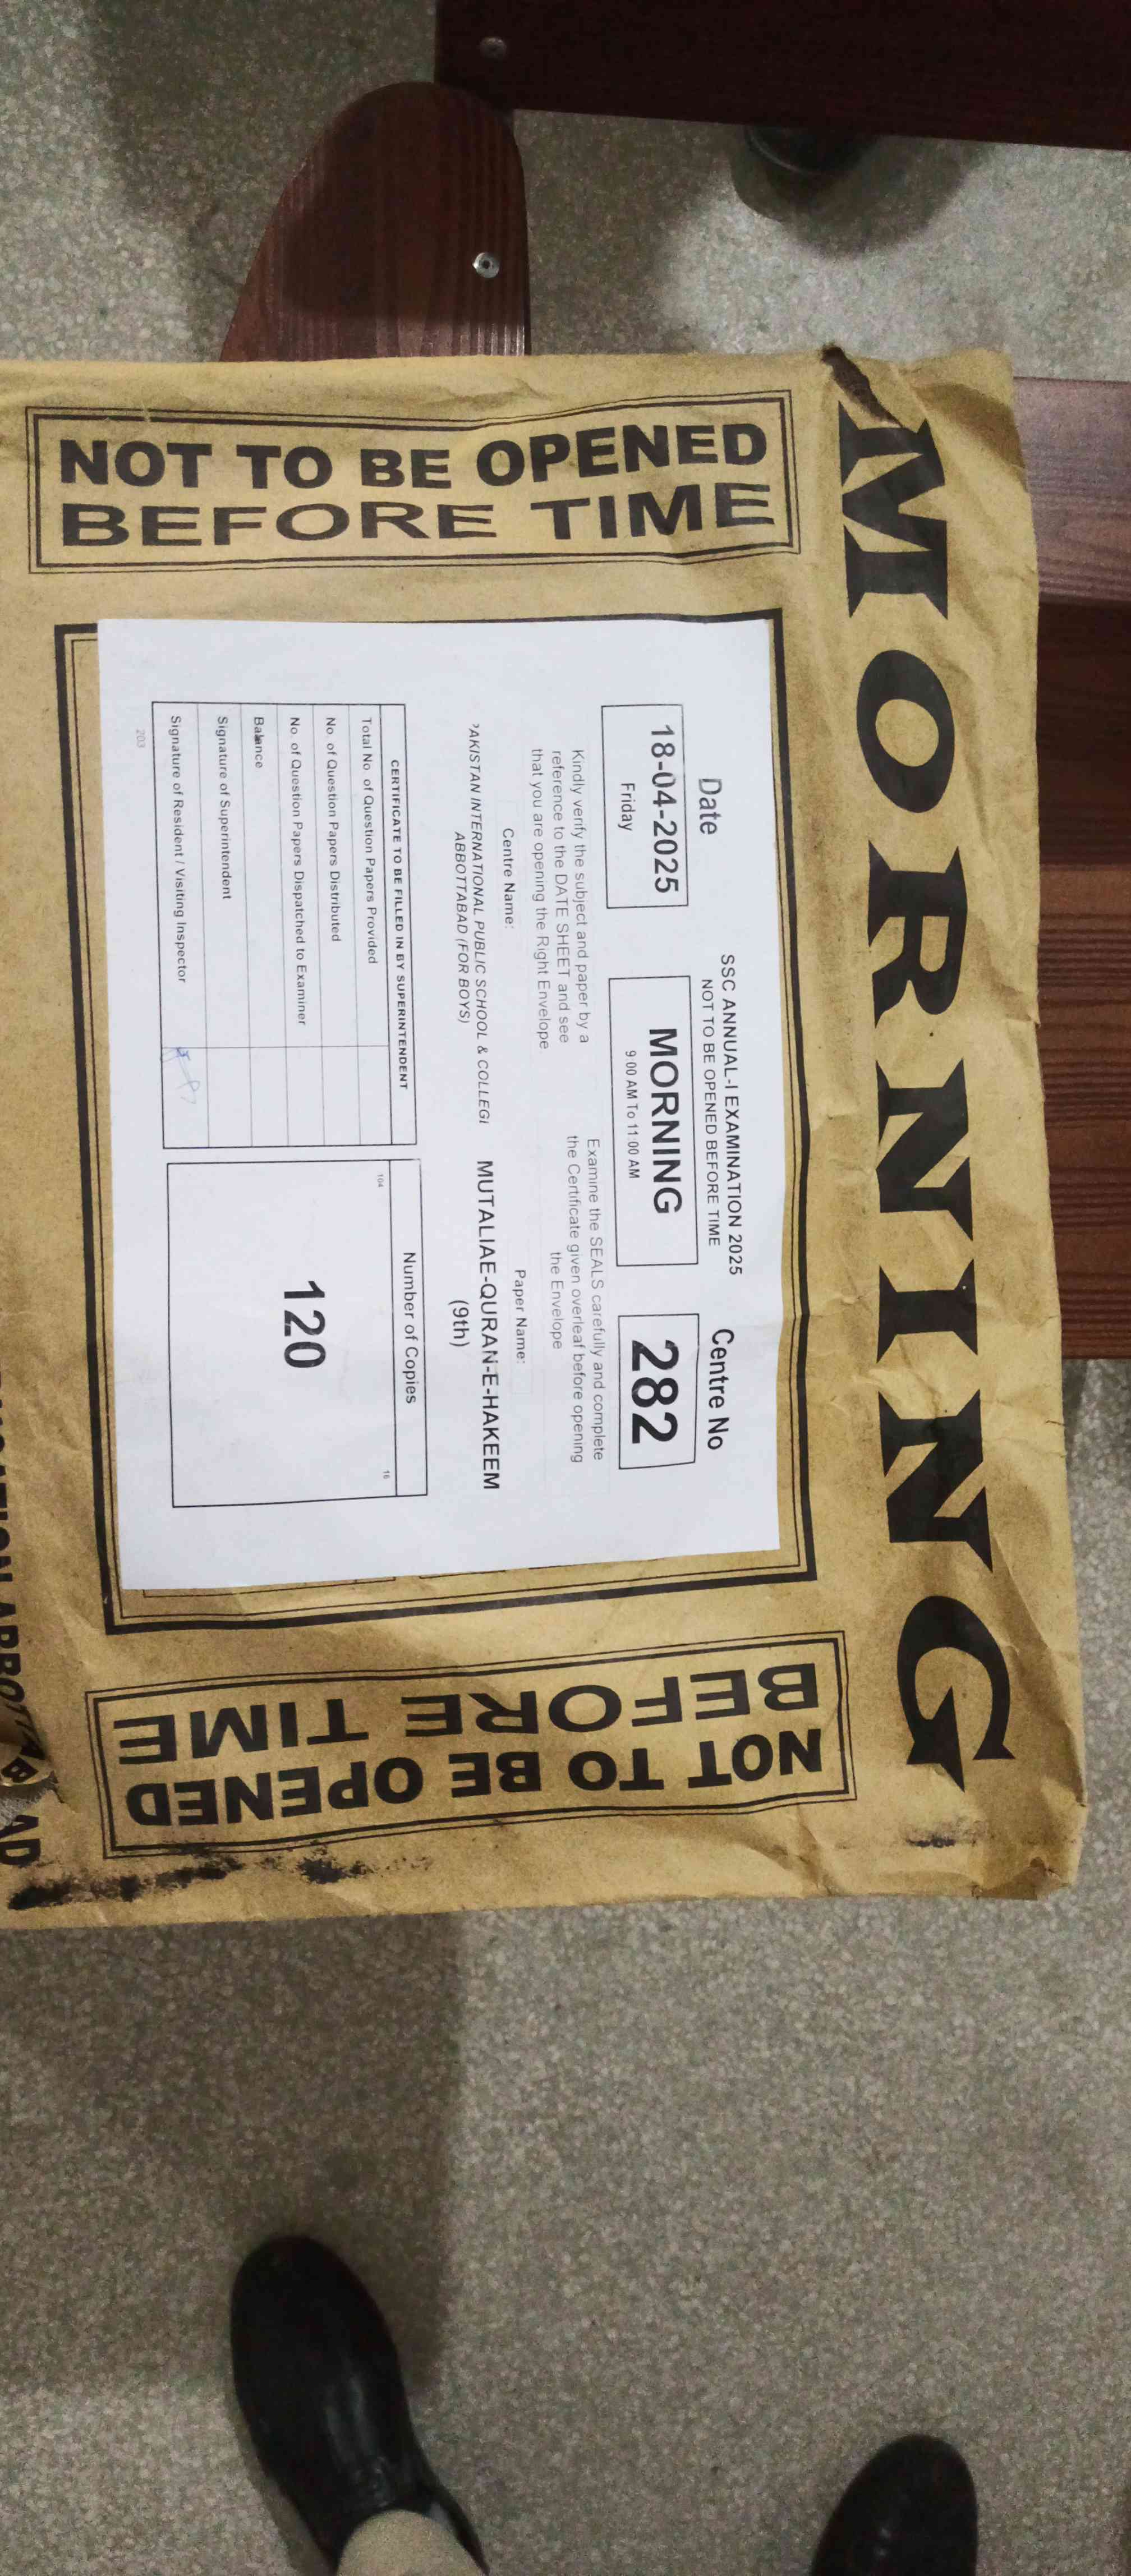 MORNING
NOT TO BE OPENED
BEFORE TIME
SSC ANNUAL-I EXAMINATION 2025
NOT TO BE OPENED BEFORE TIME
Date
18-04-2025
Friday
MORNING
9:00 AM To 11:00 AM
Centre No
282
Kindly verify the subject and paper by a
reference to the DATE SHEET and see
that you are opening the Right Envelope
Examine the SEALS carefully and complete
the Certificate given overleaf before opening
the Envelope
Centre Name:
AKISTAN INTERNATIONAL PUBLIC SCHOOL & COLLEGI
ABBOTTABAD (FOR BOYS)
Paper Name:
MUTALIAE-QURAN-E-HAKEEM
(9th)
CERTIFICATE TO BE FILLED IN BY SUPERINTENDENT
Total No. of Question Papers Provided
No. of Question Papers Distributed
No. of Question Papers Dispatched to Examiner
Balance
Signature of Superintendent
Signature of Resident / Visiting Inspector
203
Number of Copies
104
16
120
NOT TO BE OPENED
BEFORE TIME